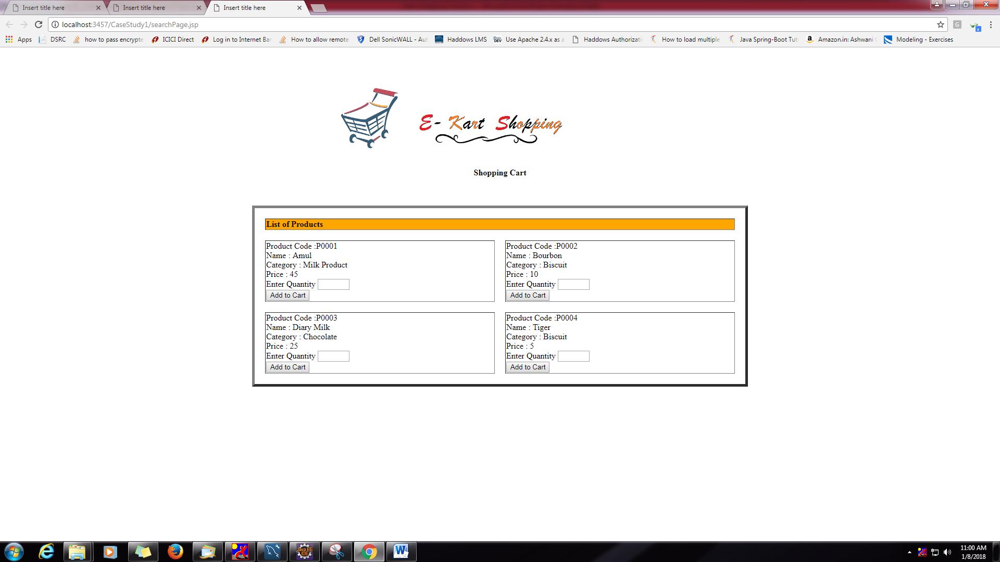 Insert title here
Insert title here
Insert title here
localhost:3457/CaseStudy1/searchPage.jsp
G
x
Apps
DSRC
how to pass encrypte
ICICI Direct
Log in to Internet Ban
How to allow remote
Dell SonicWALL - Aut
Haddows LMS
DEV
Use Apache 2.4.x as a
Haddows Authorizati
How to load multiple
Java Spring-Boot Tut
a
Amazon.in: Ashwani
Modeling - Exercises
E- Kart Shopping
Shopping Cart
List of Products
Product Code :P0001
Name : Amul
Category : Milk Product
Price : 45
Enter Quantity
Add to Cart
Product Code :P0002
Name : Bourbon
Category : Biscuit
Price : 10
Enter Quantity
Add to Cart
Product Code :P0003
Name : Diary Milk
Category : Chocolate
Price : 25
Enter Quantity
Add to Cart
Product Code :P0004
Name : Tiger
Category : Biscuit
Price : 5
Enter Quantity
Add to Cart
Java EE
IDE
W
11:00 AM
1/8/2018